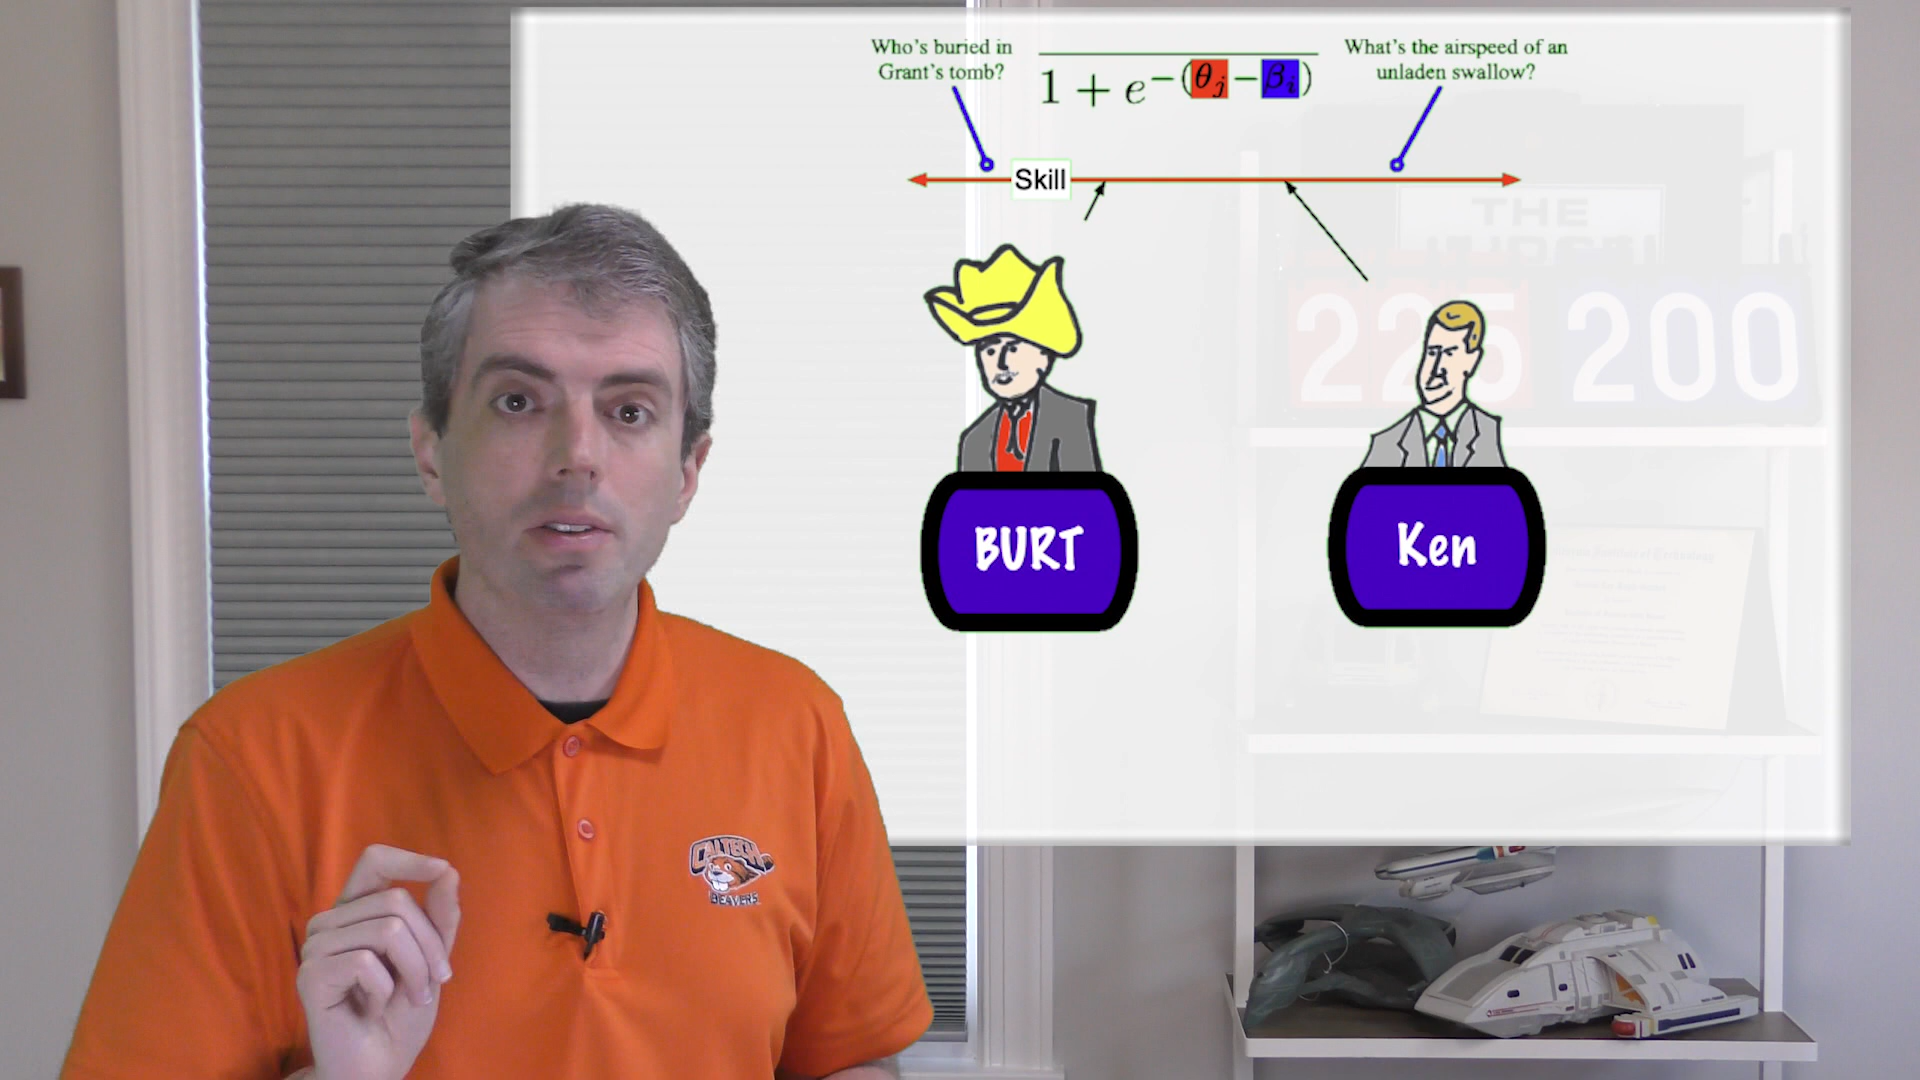 Who's buried in
Grant's tomb?
1 + e^{-(θ_j - β_i)}
What's the airspeed of an
unladen swallow?
Skill
THE
225 200
BURT
Ken
CALTECH
BEAVERS